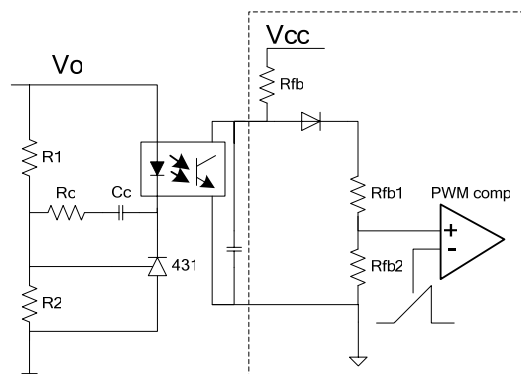 Vcc
Vo
Rfb
R1
Rc
Cc
Rfb1
PWM comp
+
-
Rfb2
431
R2